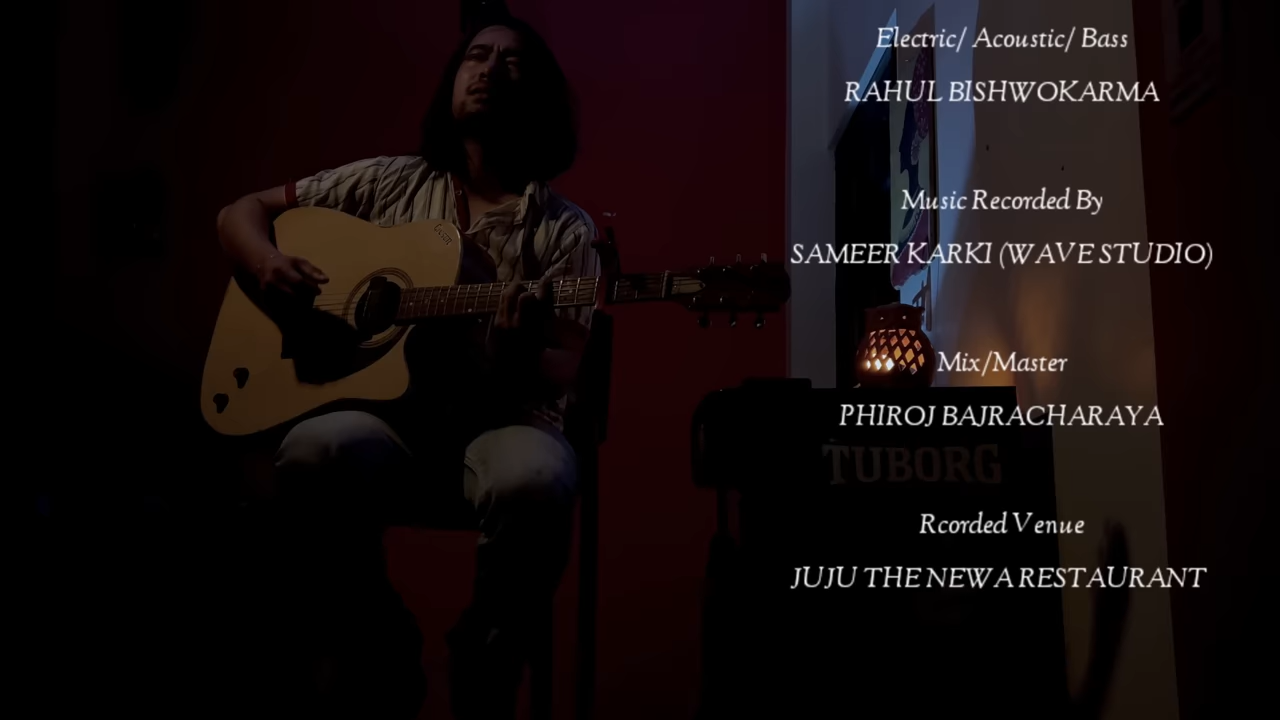 Electric/ Acoustic/ Bass
RAHUL BISHWOKARMA
Music Recorded By
SAMEER KARKI (WAVE STUDIO)
Mix/Master
PHIROJ BAJRACHARAYA
TUBORG
Rcorded Venue
JUJU THE NEWA RESTAURANT